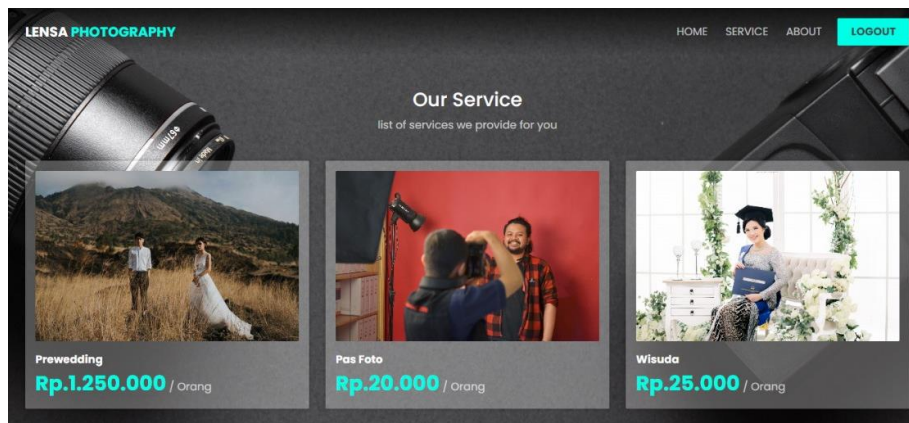 LENSA PHOTOGRAPHY
HOME SERVICE ABOUT LOGOUT
Our Service
list of services we provide for you
ø67mm
Prewedding
Rp.1.250.000 / Orang
Pas Foto
Rp.20.000 / Orang
Wisuda
Rp.25.000 / Orang